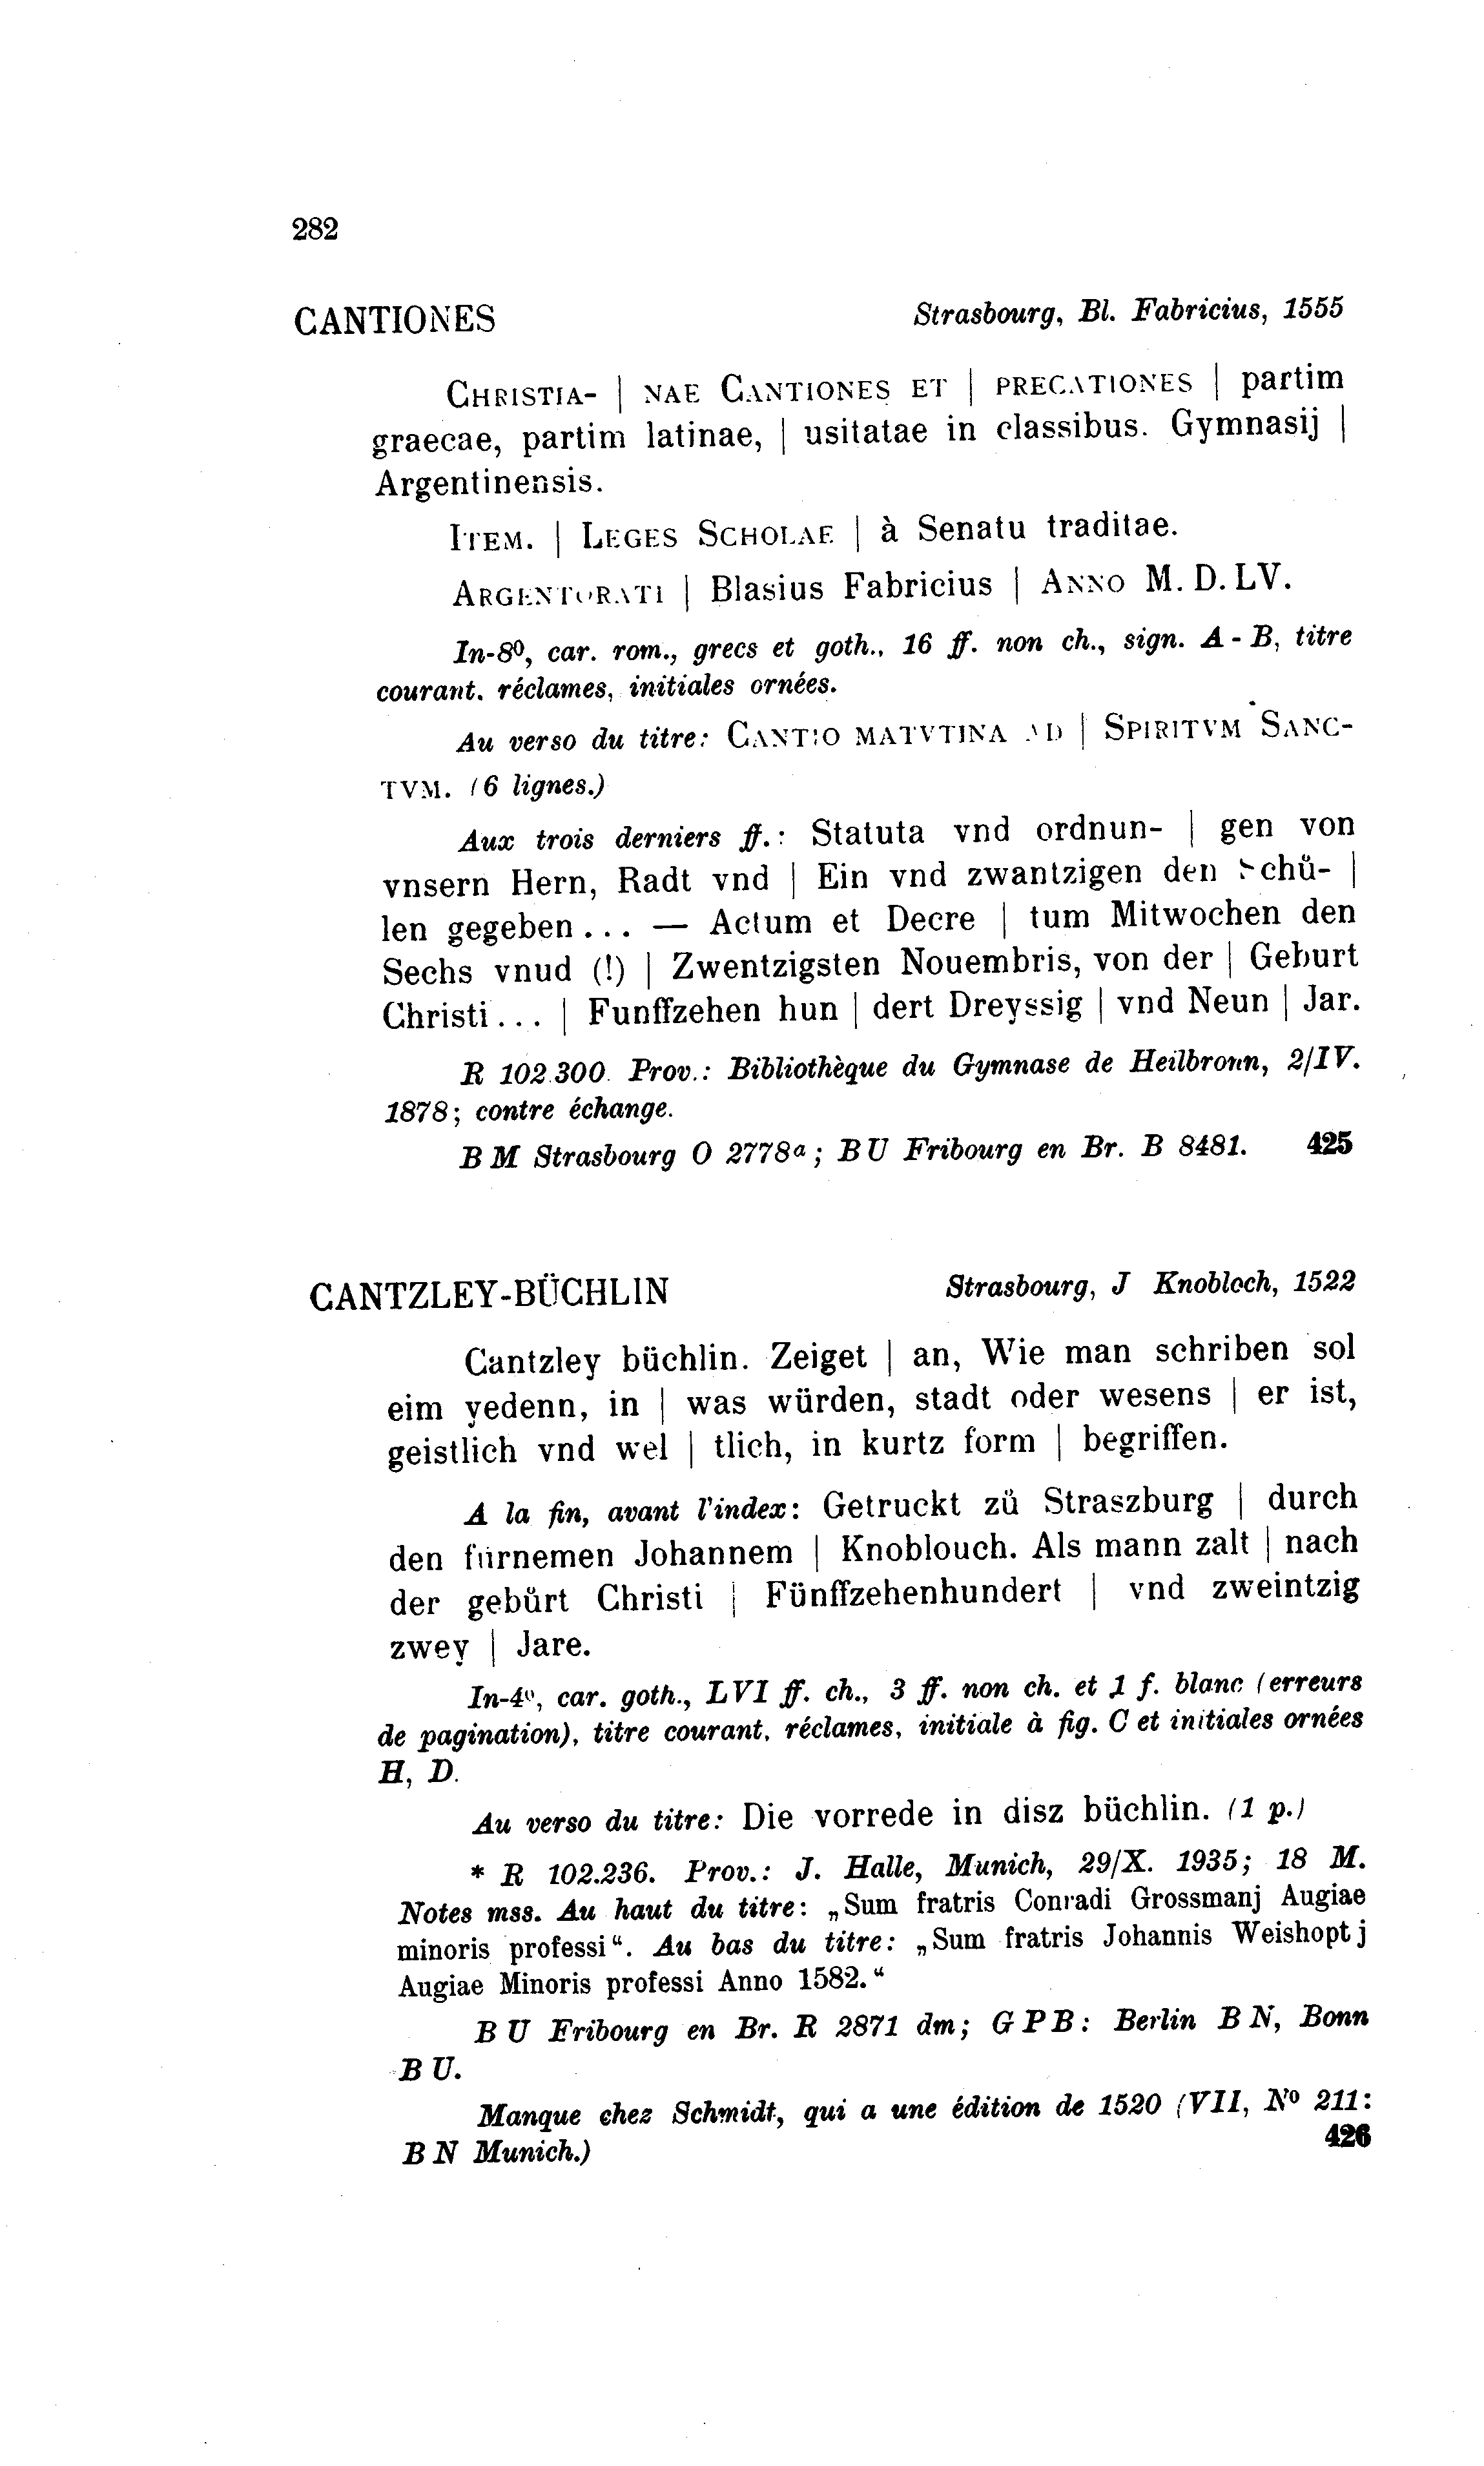 282
CANTIONES Strasbourg, Bl. Fabricius, 1555
CHRISTIA- | NAE CANTIONES ET | PRECATIONES | partim
graecae, partim latinae, | usitatae in classibus. Gymnasij |
Argentinensis.
ITEM. | LEGES SCHOLAE | à Senatu traditae.
ARGENTORATI | Blasius Fabricius | ANNO M. D. LV.
In-8º, car. rom., grecs et goth., 16 ff. non ch., sign. A - B, titre
courant, réclames, initiales ornées.
Au verso du titre: CANTIO MATVTINA AD | SPIRITVM SANC-
TVM. (6 lignes.)
Aux trois derniers ff.: Statuta vnd ordnun- | gen von
vnsern Hern, Radt vnd | Ein vnd zwantzigen den Schü- |
len gegeben ... — Actum et Decre | tum Mitwochen den
Sechs vnud (!) | Zwentzigsten Nouembris, von der | Geburt
Christi ... | Funffzehen hun | dert Dreyssig | vnd Neun | Jar.
R 102.300. Prov.: Bibliothèque du Gymnase de Heilbronn, 2/IV.
1878; contre échange.
B M Strasbourg O 2778ª; B U Fribourg en Br. B 8481. 425
CANTZLEY-BÜCHLIN Strasbourg, J Knobloch, 1522
Cantzley büchlin. Zeiget | an, Wie man schriben sol
eim yedenn, in | was würden, stadt oder wesens | er ist,
geistlich vnd wel | tlich, in kurtz form | begriffen.
A la fin, avant l'index: Getruckt zü Straszburg | durch
den fürnemen Johannem | Knoblouch. Als mann zalt | nach
der gebürt Christi | Fünffzehenhundert | vnd zweintzig
zwey | Jare.
In-4º, car. goth., LVI ff. ch., 3 ff. non ch. et 1 f. blanc (erreurs
de pagination), titre courant, réclames, initiale à fig. C et initiales ornées
H, D.
Au verso du titre: Die vorrede in disz büchlin. (1 p.)
* R 102.236. Prov.: J. Halle, Munich, 29/X. 1935; 18 M.
Notes mss. Au haut du titre: „Sum fratris Conradi Grossmanj Augiae
minoris professi“. Au bas du titre: „Sum fratris Johannis Weishoptj
Augiae Minoris professi Anno 1582.“
B U Fribourg en Br. R 2871 dm; G P B: Berlin B N, Bonn
B U.
Manque chez Schmidt, qui a une édition de 1520 (VII, Nº 211:
B N Munich.) 426